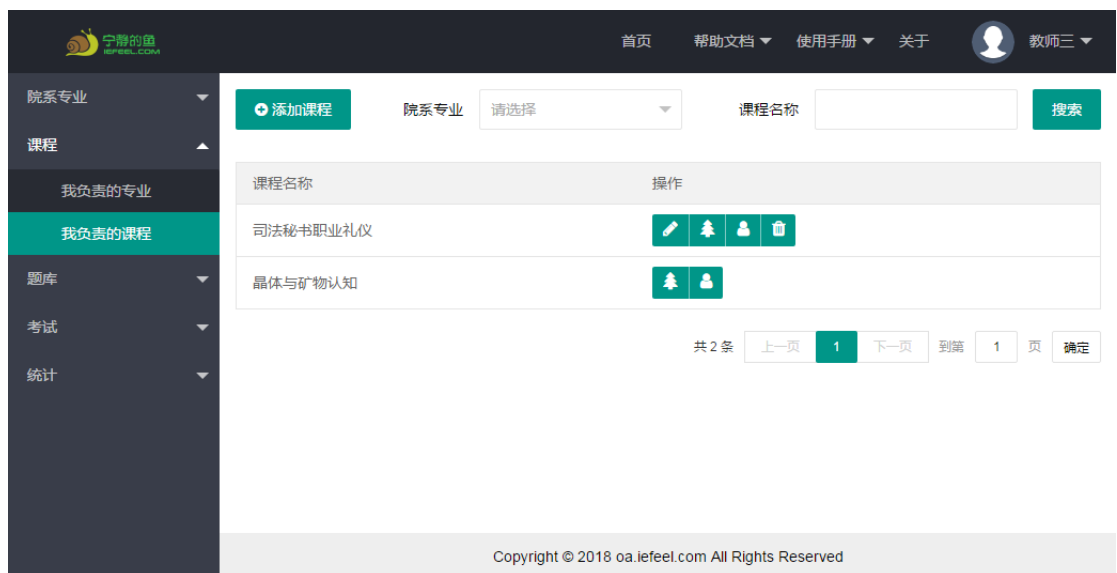 宁静的鱼
IEFEEL.COM
首页 帮助文档 使用手册 关于 教师三
院系专业
课程
我负责的专业
我负责的课程
题库
考试
统计
添加课程 院系专业 请选择 课程名称 搜索
课程名称 操作
司法秘书职业礼仪
晶体与矿物认知
共 2 条 上一页 1 下一页 到第 1 页 确定
Copyright © 2018 oa.iefeel.com All Rights Reserved